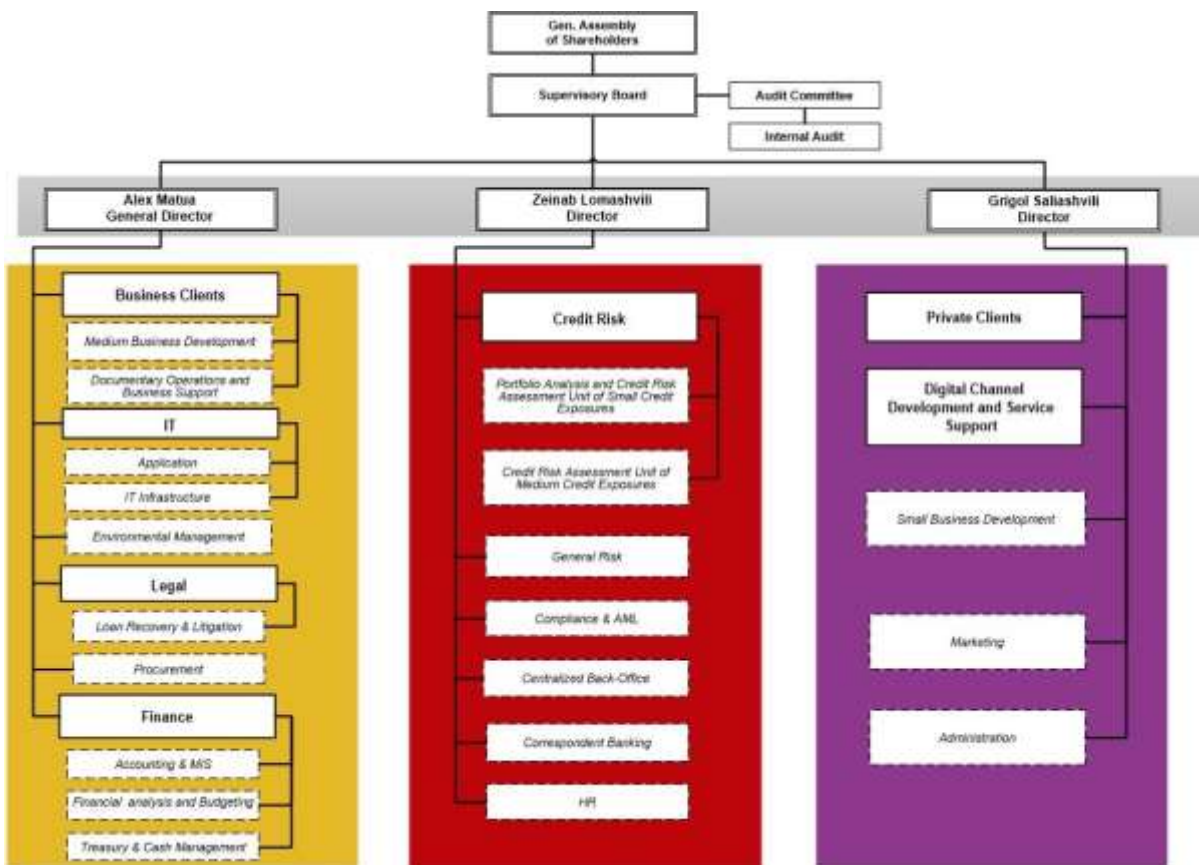 Gen. Assembly
of Shareholders
Supervisory Board
Audit Committee
Internal Audit
Alex Matua
General Director
Zeinab Lomashvili
Director
Grigol Saliashvili
Director
Business Clients
Medium Business Development
Documentary Operations and
Business Support
IT
Application
IT Infrastructure
Environmental Management
Legal
Loan Recovery & Litigation
Procurement
Finance
Accounting & MIS
Financial analysis and Budgeting
Treasury & Cash Management
Credit Risk
Portfolio Analysis and Credit Risk
Assessment Unit of Small Credit
Exposures
Credit Risk Assessment Unit of
Medium Credit Exposures
General Risk
Compliance & AML
Centralized Back-Office
Correspondent Banking
HR
Private Clients
Digital Channel
Development and Service
Support
Small Business Development
Marketing
Administration